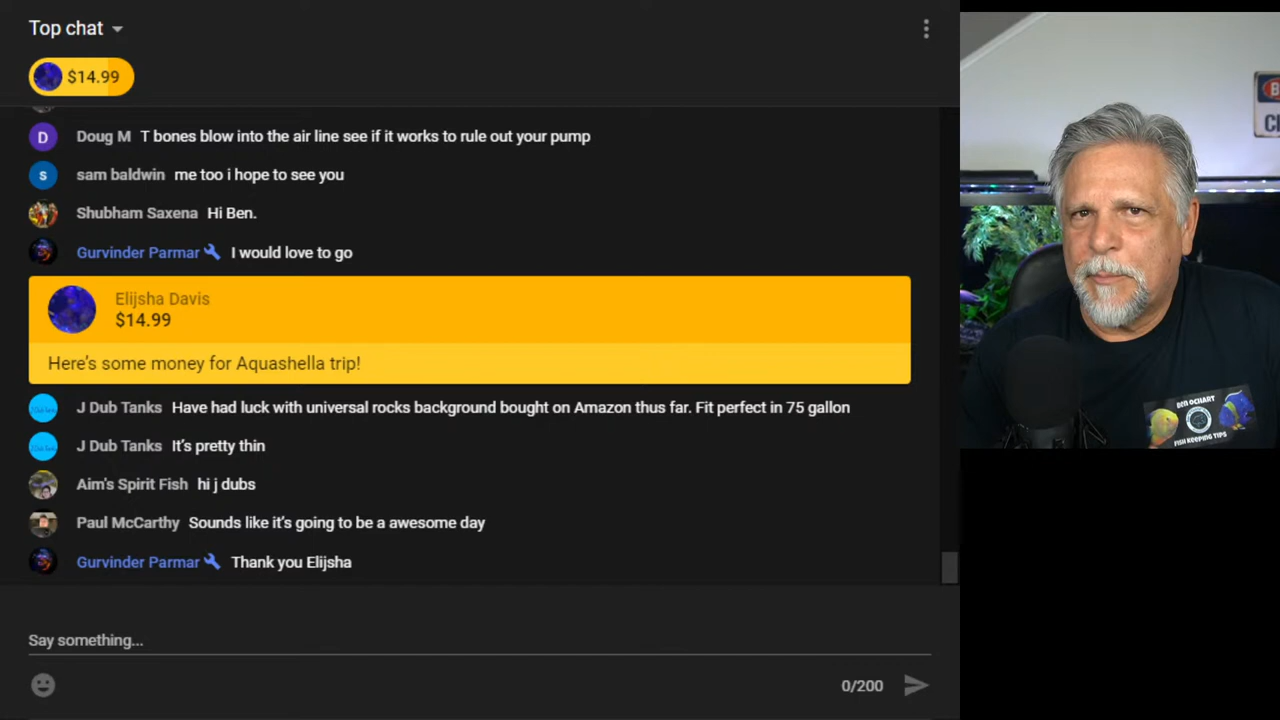 Top chat
$14.99
D
Doug M T bones blow into the air line see if it works to rule out your pump
s
sam baldwin me too i hope to see you
Shubham Saxena Hi Ben.
Gurvinder Parmar I would love to go
Elijsha Davis
$14.99
Here's some money for Aquashella trip!
J Dub Tanks Have had luck with universal rocks background bought on Amazon thus far. Fit perfect in 75 gallon
J Dub Tanks It's pretty thin
Aim's Spirit Fish hi j dubs
Paul McCarthy Sounds like it's going to be a awesome day
Gurvinder Parmar Thank you Elijsha
Say something...
0/200
BEN OCHART
FISH KEEPING TIPS